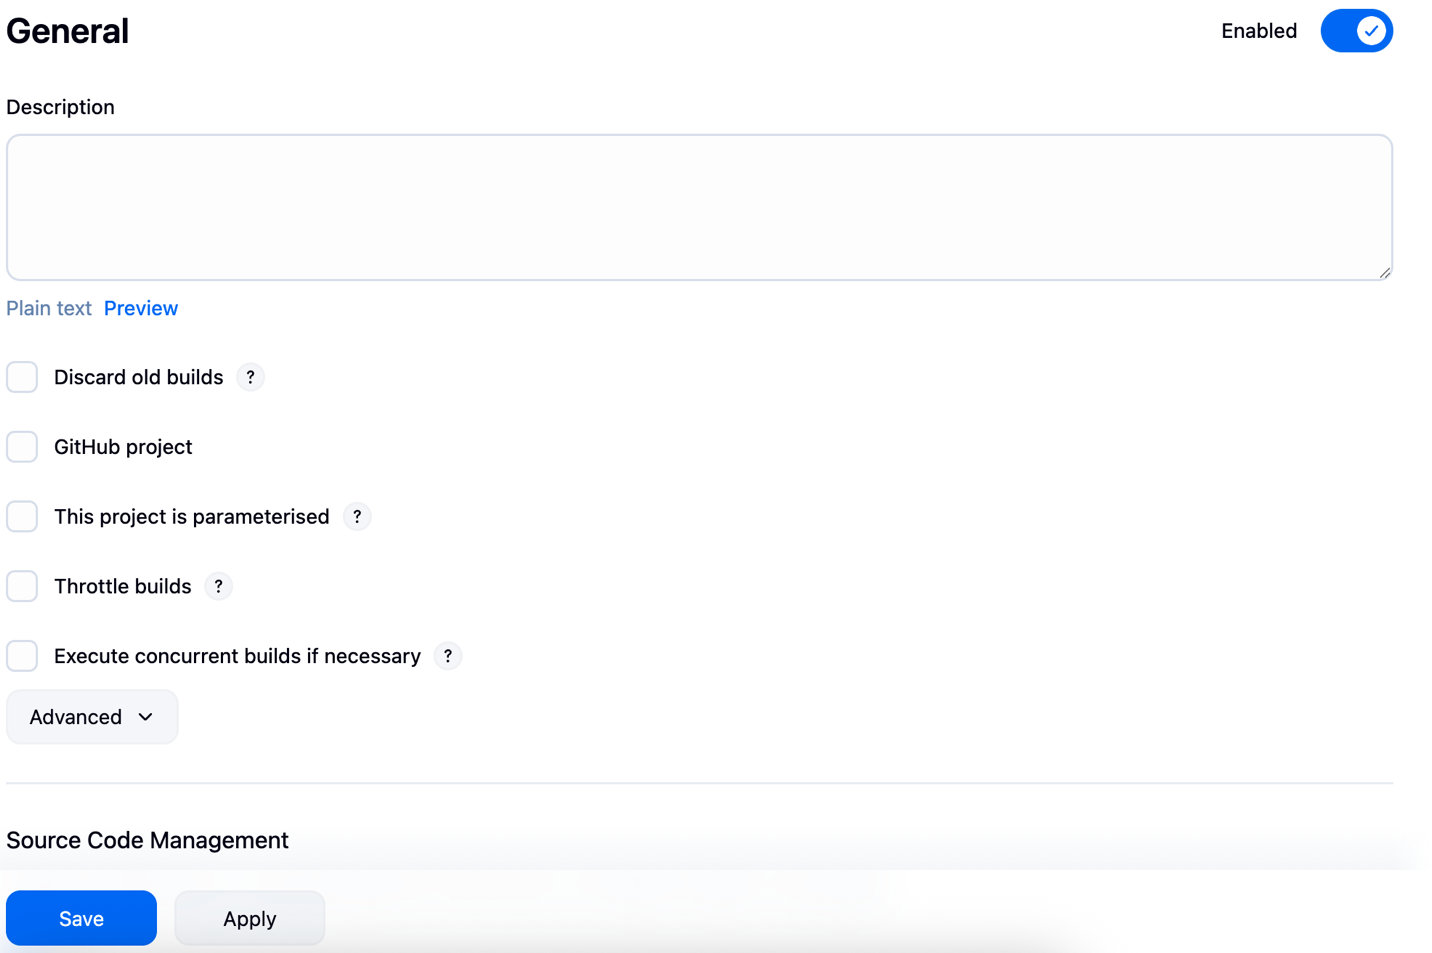 General
Enabled
Description
Plain text Preview
Discard old builds ?
GitHub project
This project is parameterised ?
Throttle builds ?
Execute concurrent builds if necessary ?
Advanced
Source Code Management
Save Apply